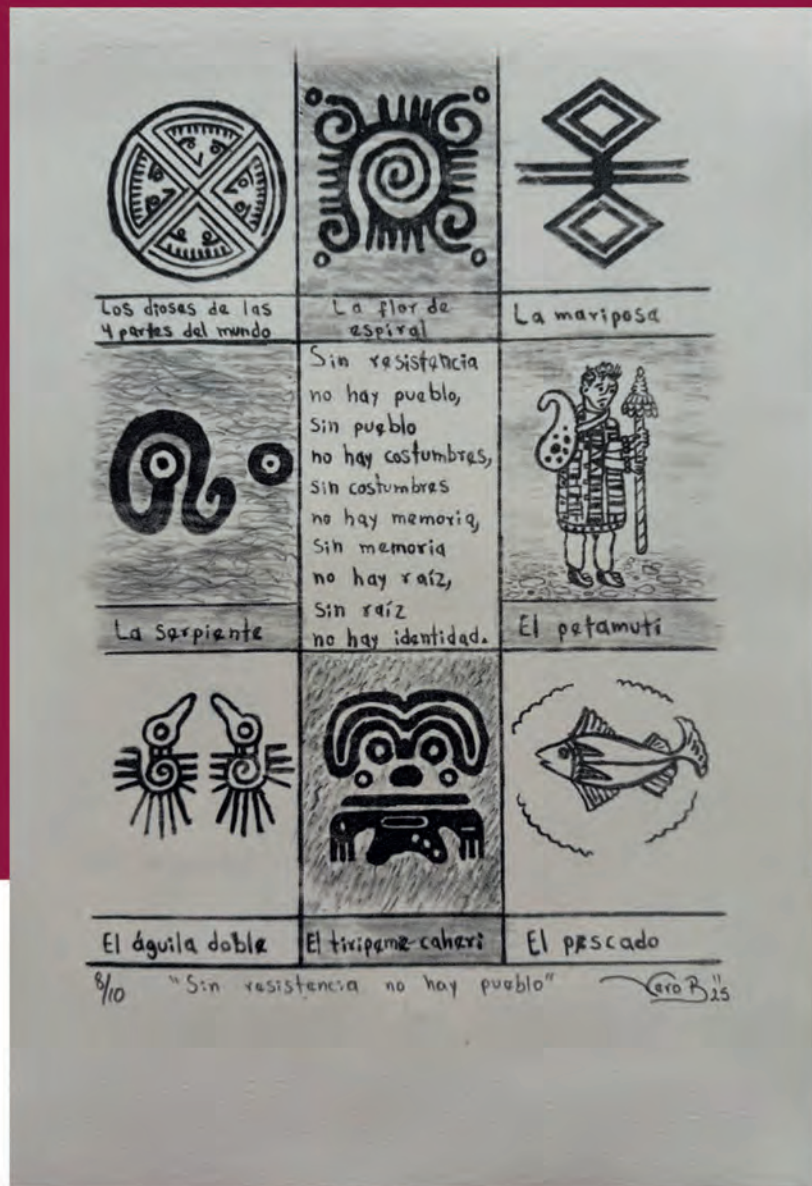 Los dioses de las
4 partes del mundo
La flor de
espiral
La mariposa
La serpiente
Sin resistencia
no hay pueblo,
Sin pueblo
no hay costumbres,
sin costumbres
no hay memoria,
Sin memoria
no hay raíz,
Sin raíz
no hay identidad.
El petamuti
El águila doble
El tiripeme-caheri
El pescado
8/10 "Sin resistencia no hay pueblo" Vero B 25